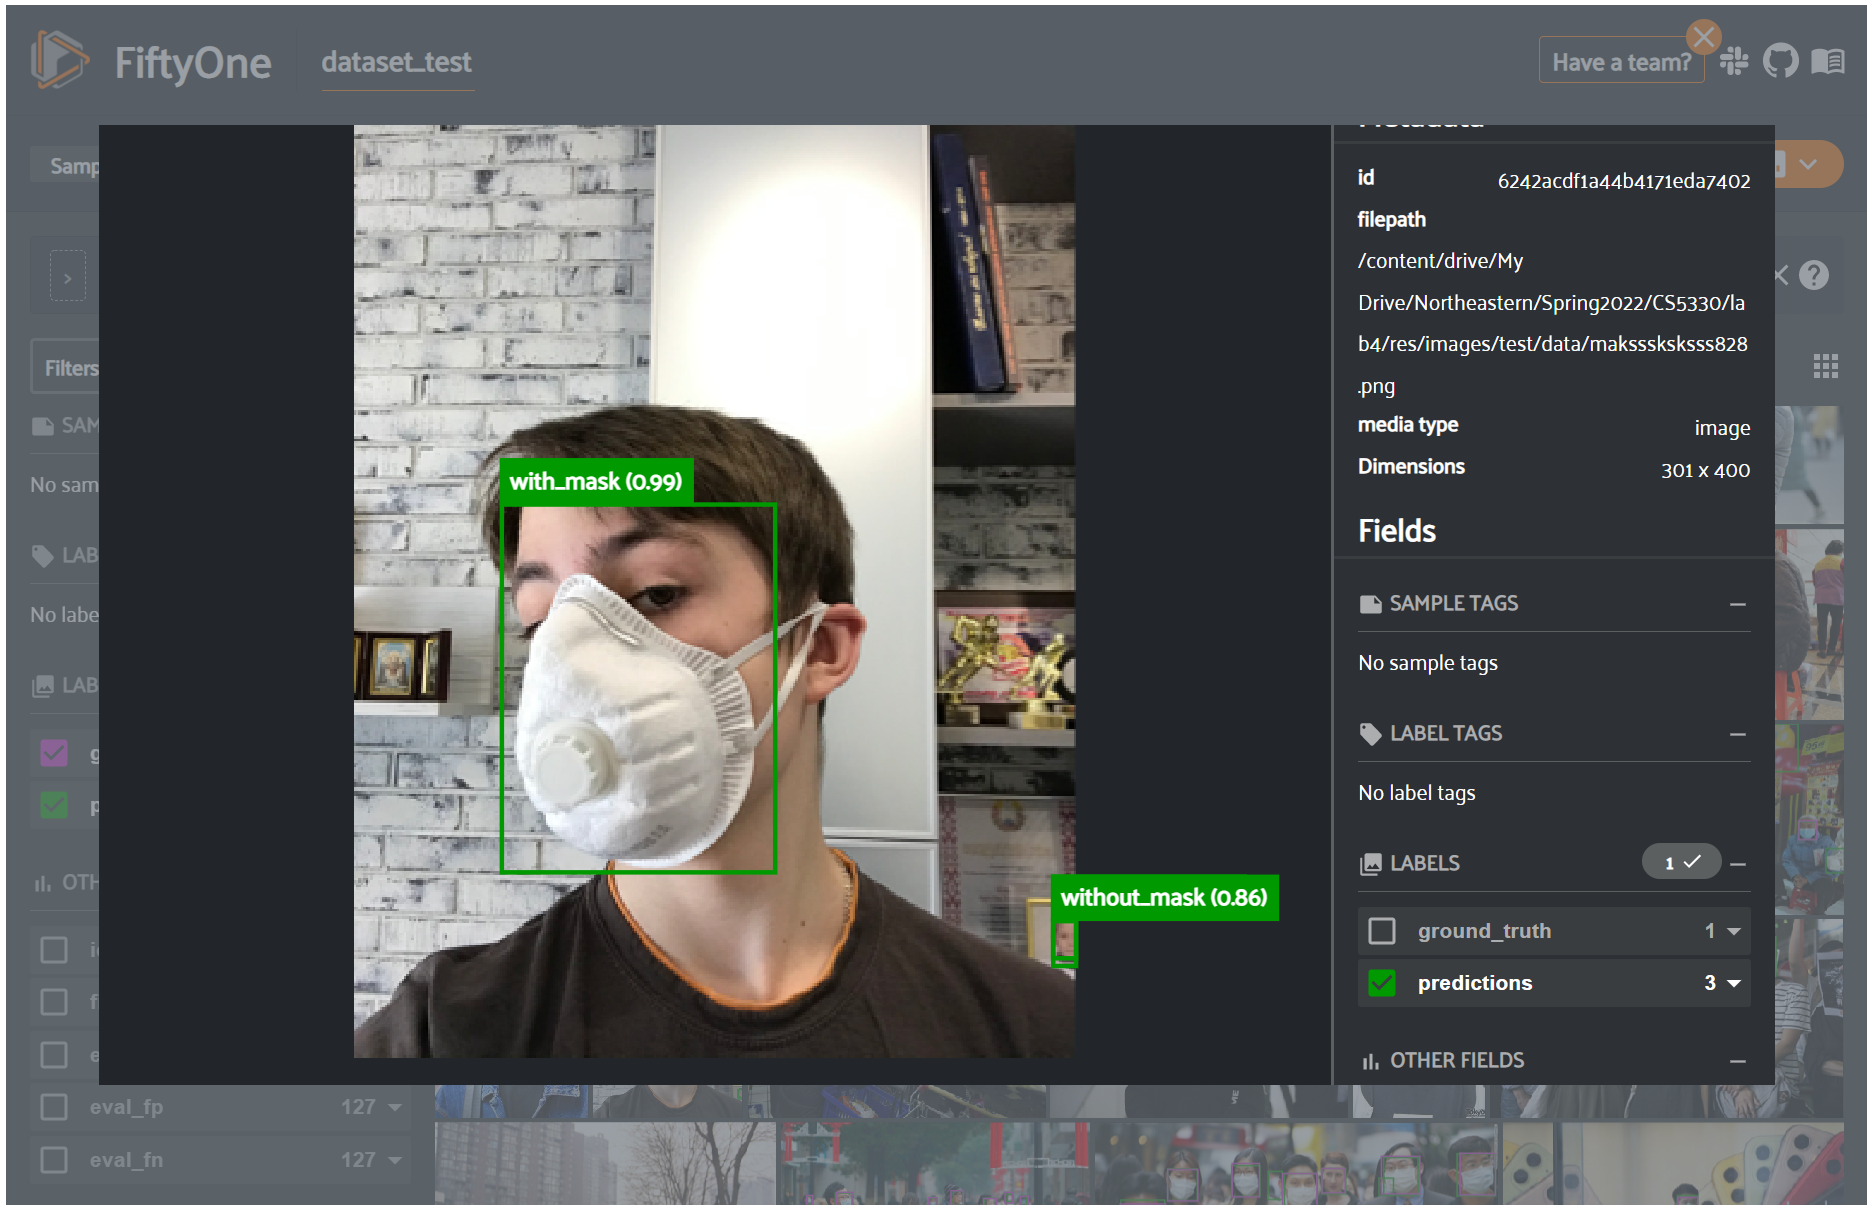 FiftyOne
dataset_test
Have a team?
Samp
id
6242acdf1a44b4171eda7402
filepath
/content/drive/My
Drive/Northeastern/Spring2022/CS5330/la
b4/res/images/test/data/maksssksksss828
.png
media type
image
Dimensions
301 x 400
Fields
SAMPLE TAGS
No sample tags
LABEL TAGS
No label tags
LABELS
1
ground_truth
1
predictions
3
OTHER FIELDS
Filters
SAM
No sam
LAB
No labe
LAB
g
p
OTH
eval_fp
127
eval_fn
127
with_mask (0.99)
without_mask (0.86)